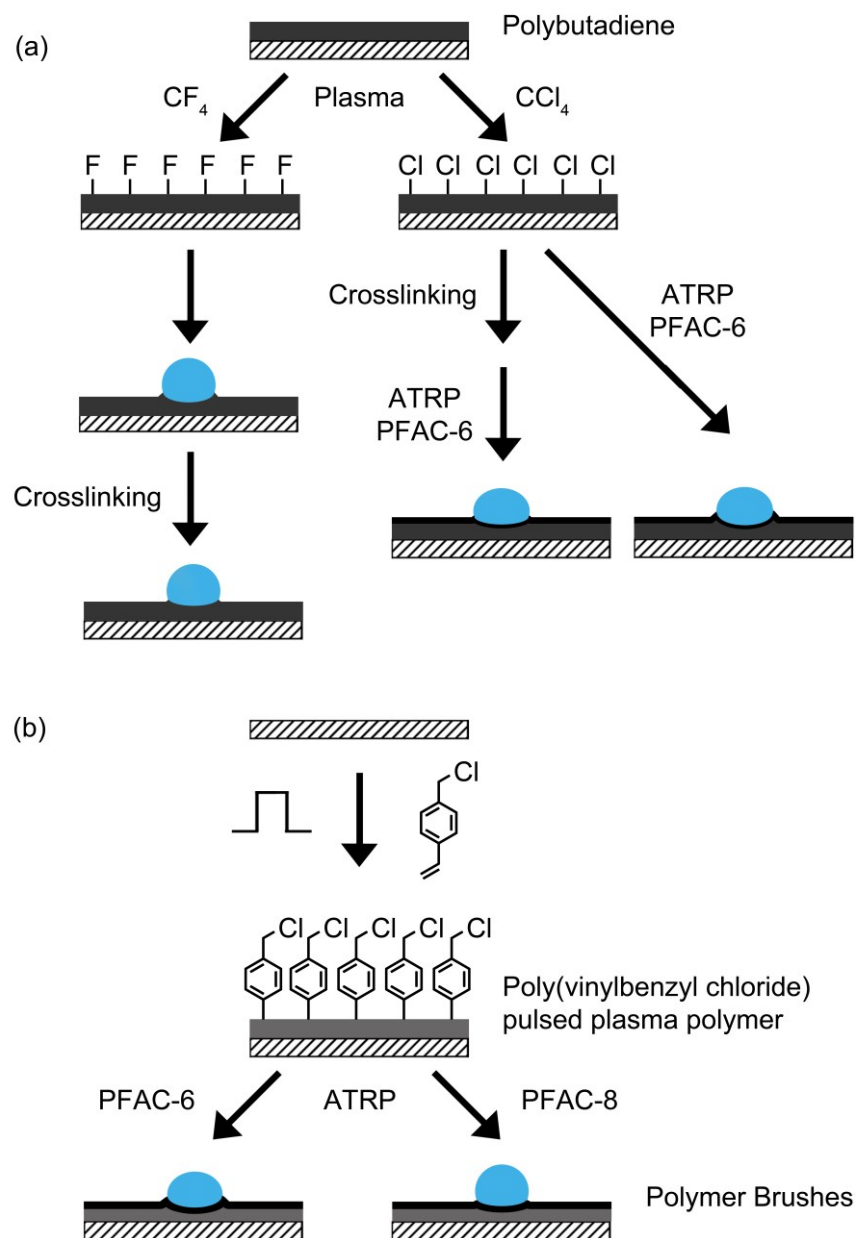 (a)
Polybutadiene
CF4 Plasma CCl4
F F F F F F
Cl Cl Cl Cl Cl Cl
Crosslinking
ATRP
PFAC-6
ATRP
PFAC-6
Crosslinking
(b)
Cl
Cl Cl Cl Cl Cl
Poly(vinylbenzyl chloride)
pulsed plasma polymer
PFAC-6 ATRP PFAC-8
Polymer Brushes